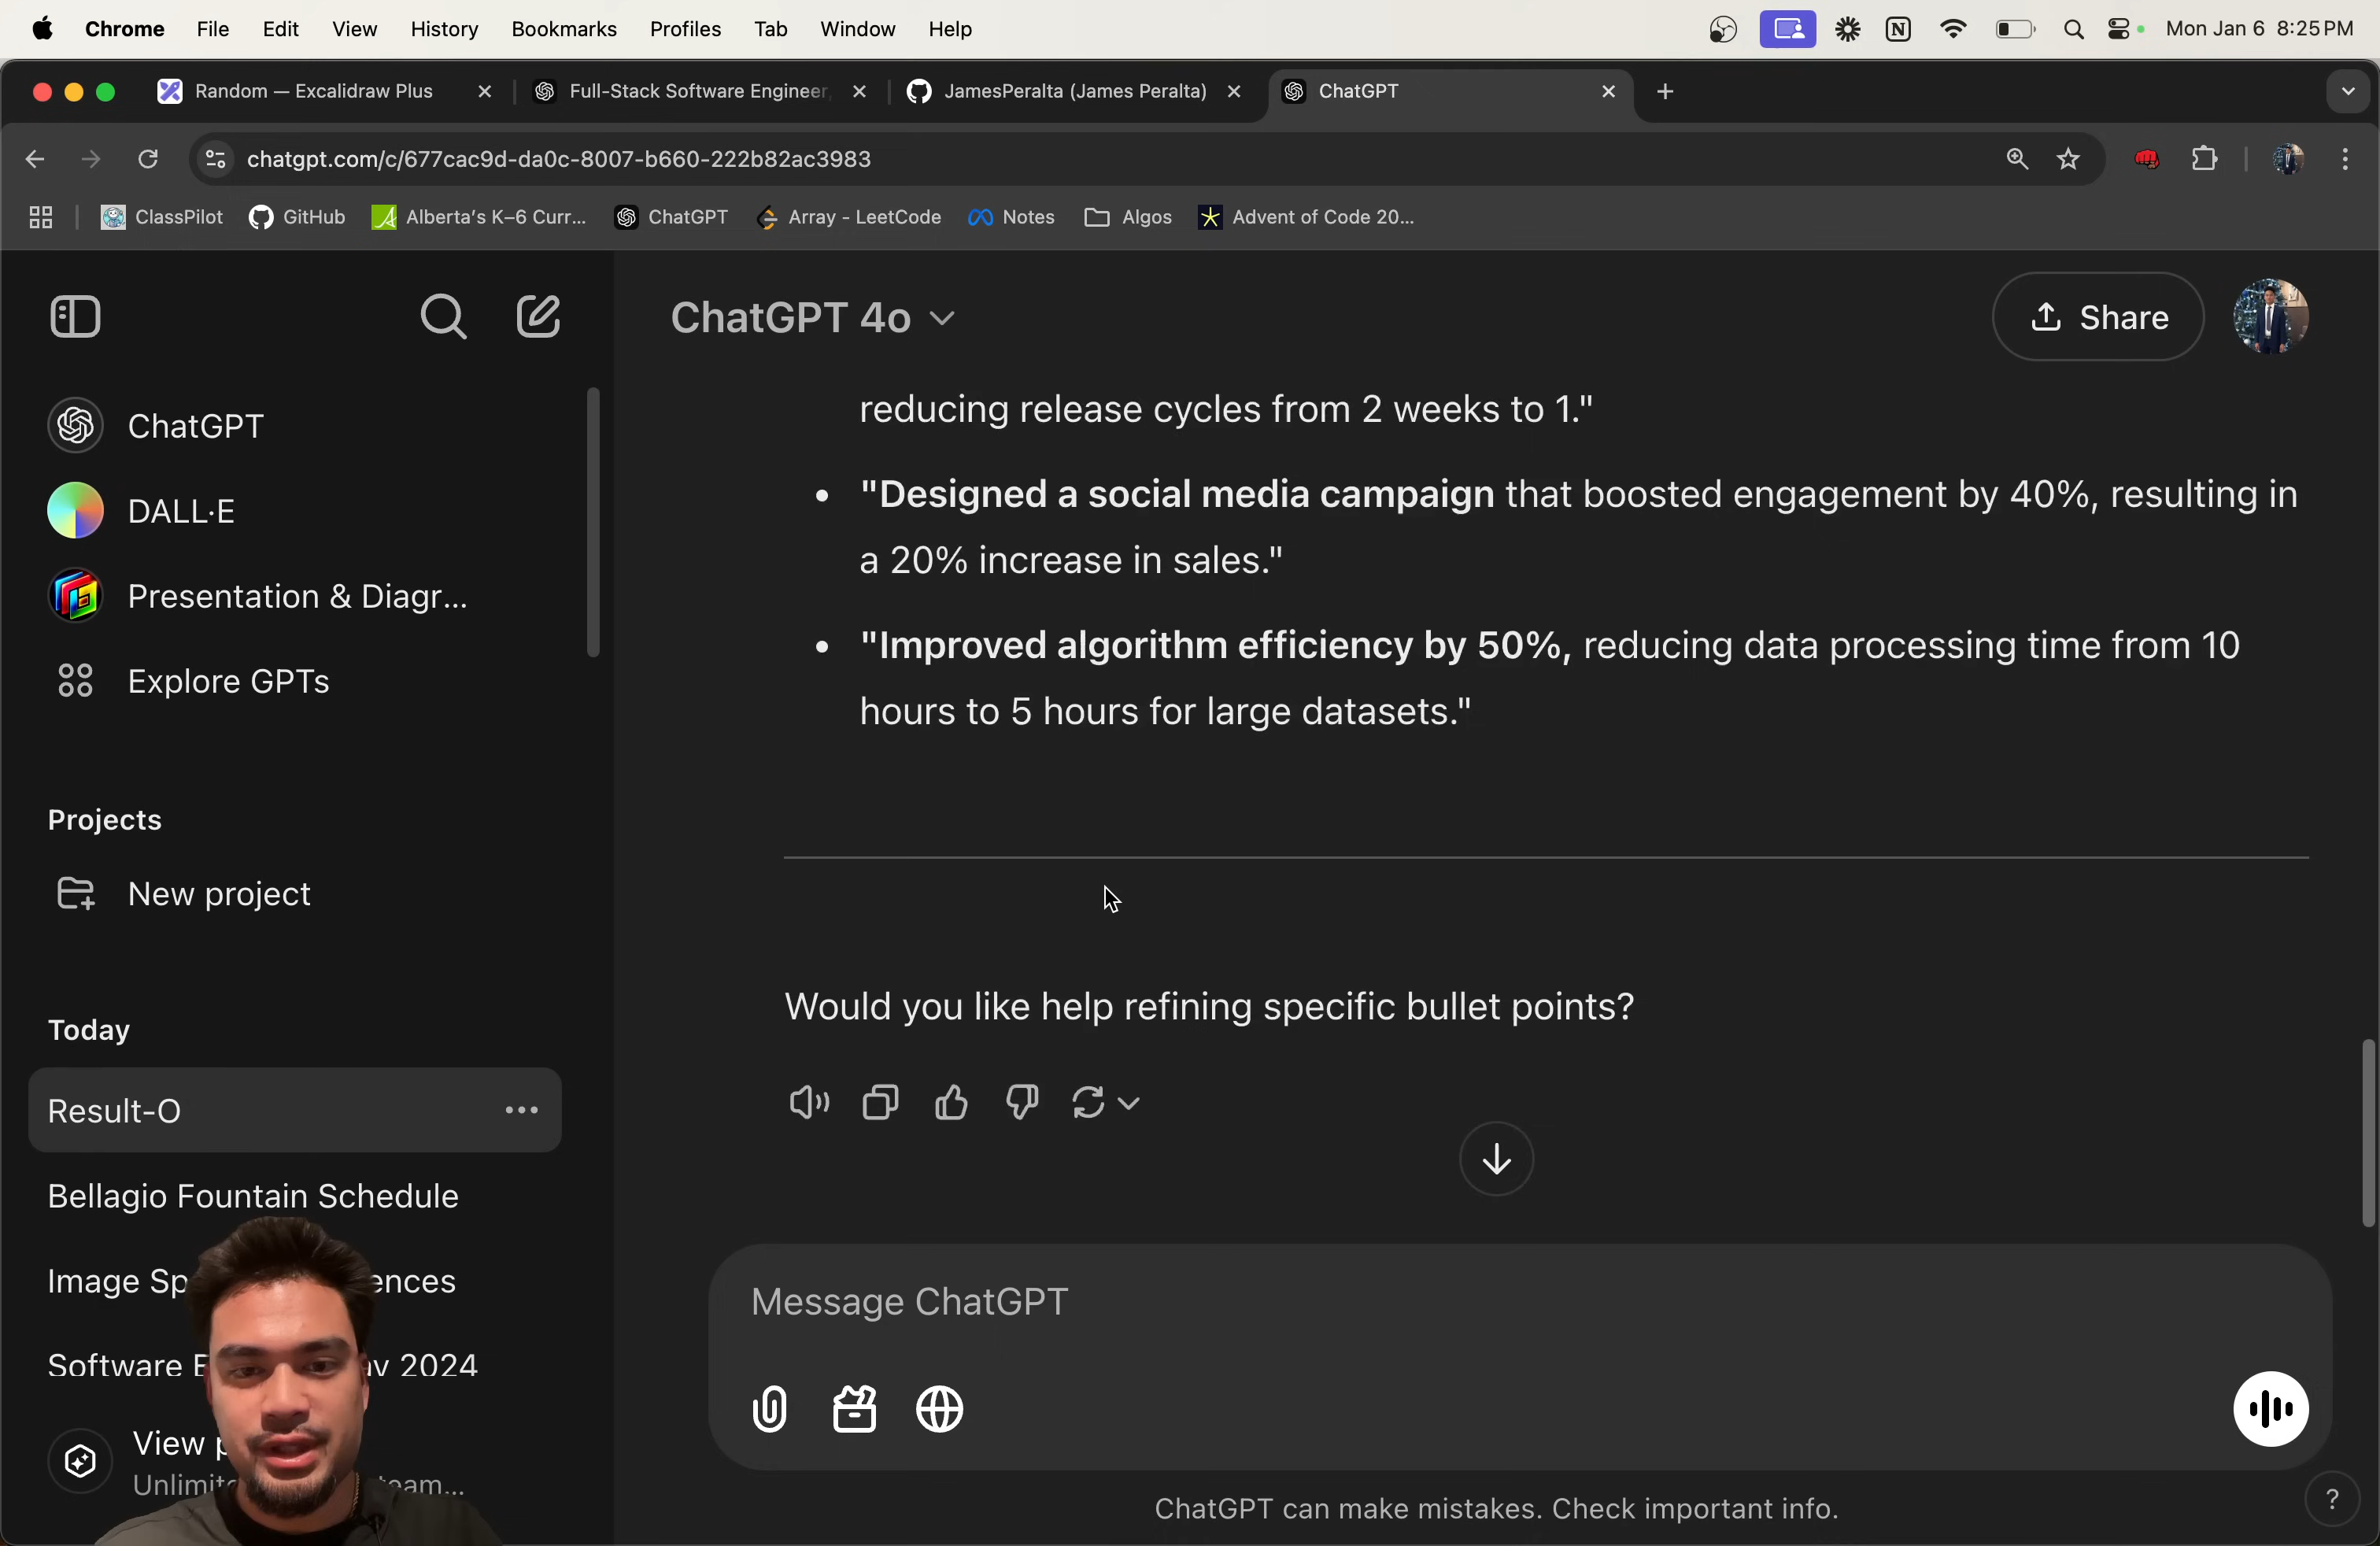 Chrome File Edit View History Bookmarks Profiles Tab Window Help Mon Jan 6 8:25 PM
Random — Excalidraw Plus Full-Stack Software Engineer, JamesPeralta (James Peralta) ChatGPT
chatgpt.com/c/677cac9d-da0c-8007-b660-222b82ac3983
ClassPilot GitHub Alberta's K–6 Curr... ChatGPT Array - LeetCode Notes Algos Advent of Code 20...
ChatGPT 4o Share
ChatGPT
DALL·E
Presentation & Diagr...
Explore GPTs
Projects
New project
Today
Result-O
Bellagio Fountain Schedule
Image
Software 2024
View
reducing release cycles from 2 weeks to 1."
• "Designed a social media campaign that boosted engagement by 40%, resulting in
a 20% increase in sales."
• "Improved algorithm efficiency by 50%, reducing data processing time from 10
hours to 5 hours for large datasets."
Would you like help refining specific bullet points?
Message ChatGPT
ChatGPT can make mistakes. Check important info.
?